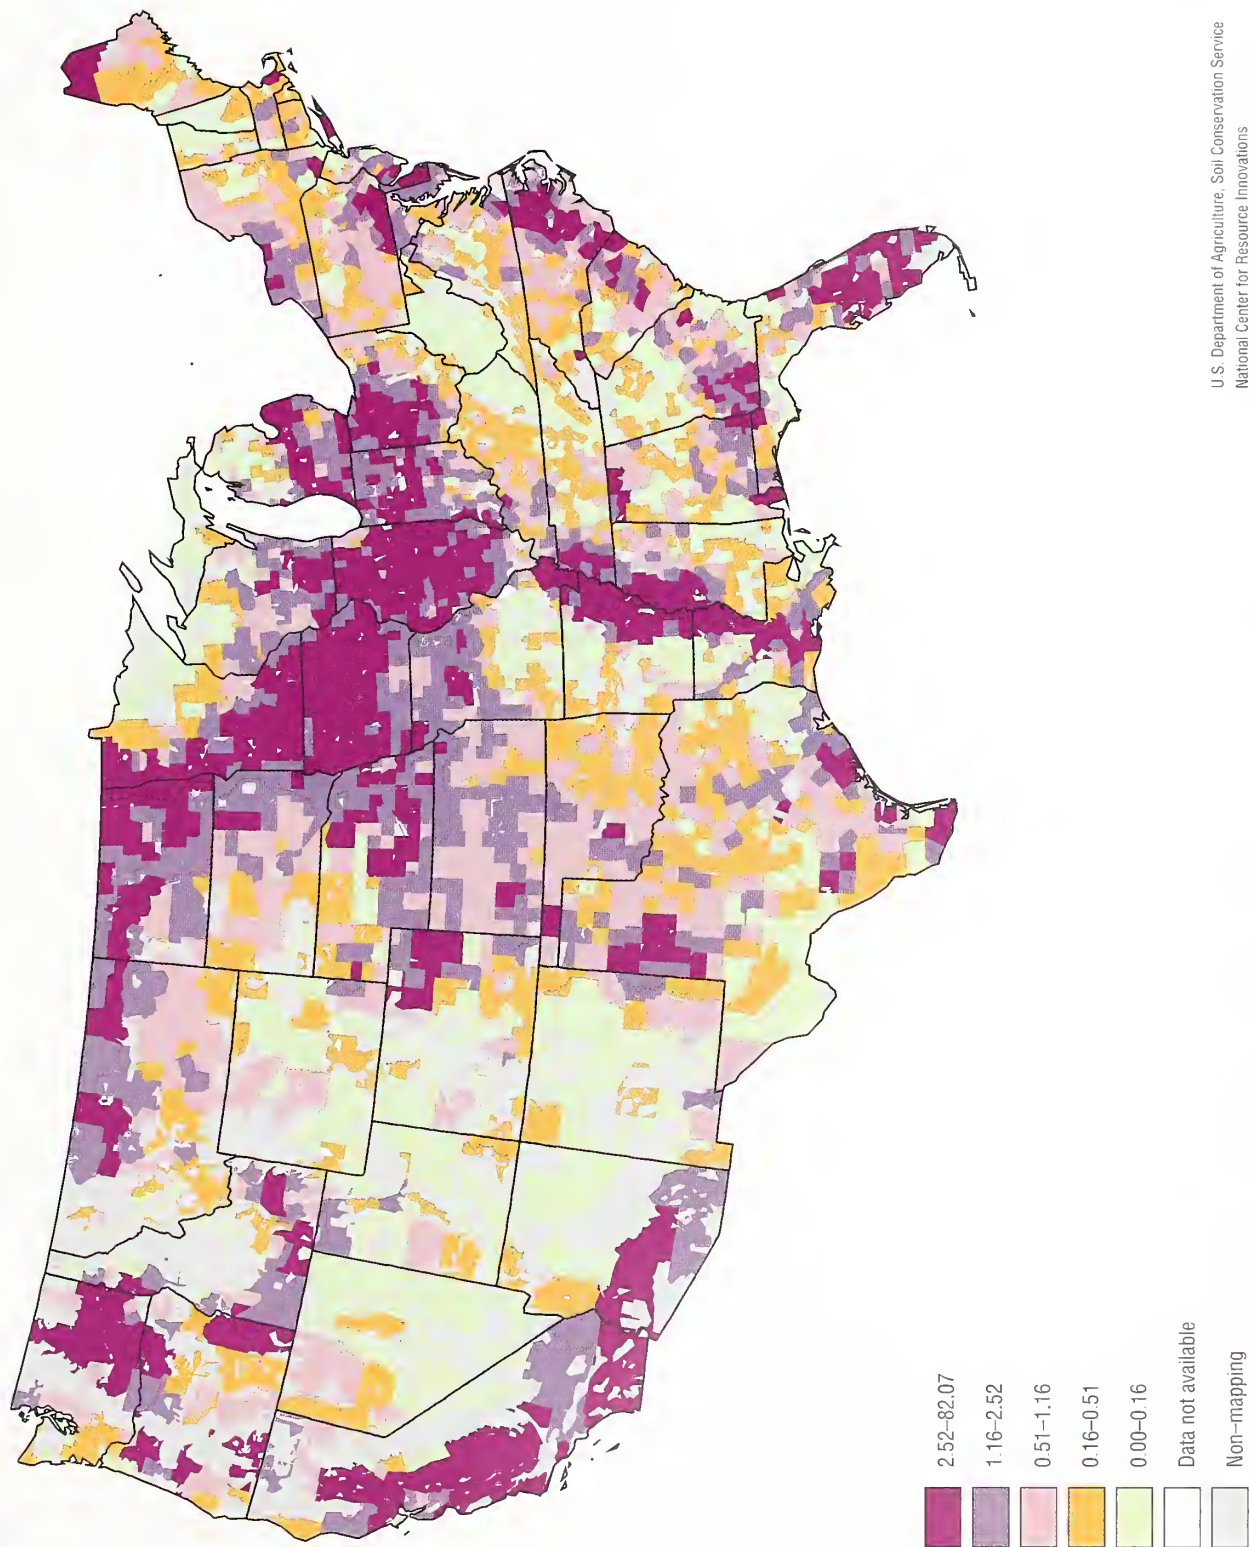 2.52–82.07
1.16–2.52
0.51–1.16
0.16–0.51
0.00–0.16
Data not available
Non–mapping
U.S. Department of Agriculture, Soil Conservation Service
National Center for Resource Innovations